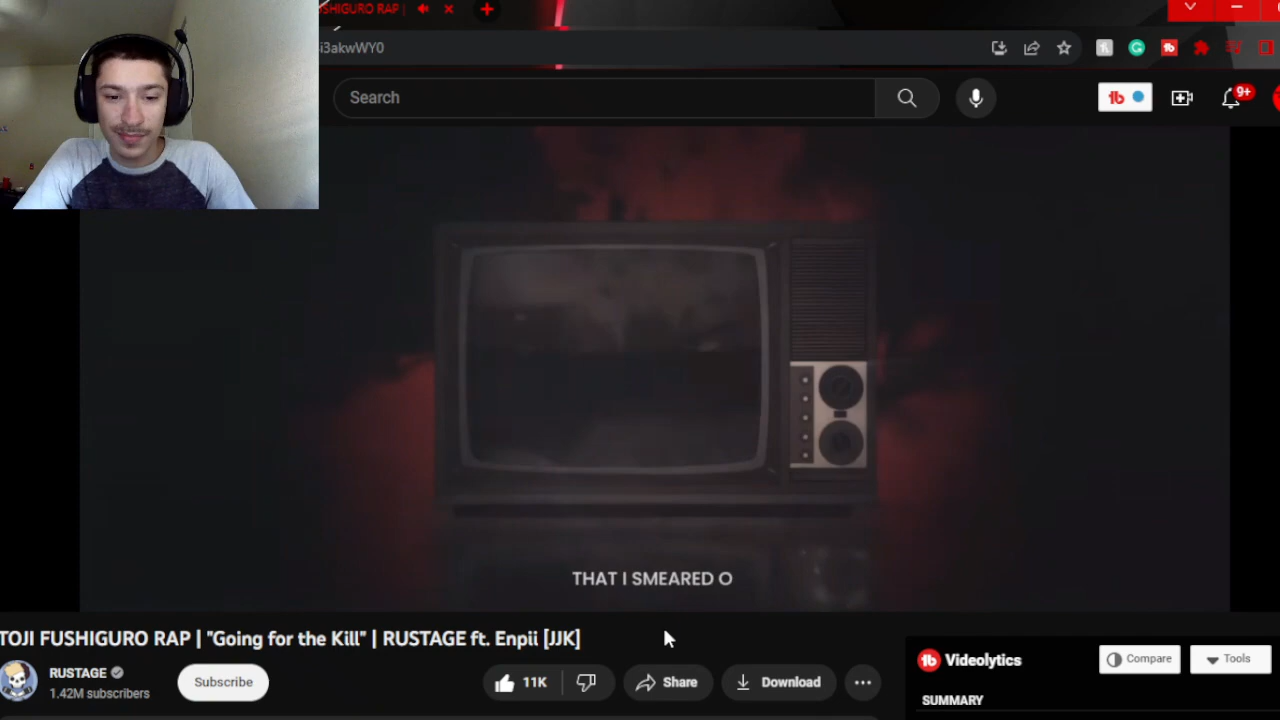 SHIGURO RAP |
i3akwWY0
Search
9+
THAT I SMEARED O
TOJI FUSHIGURO RAP | "Going for the Kill" | RUSTAGE ft. Enpii [JJK]
RUSTAGE
1.42M subscribers
Subscribe
11K
Share
Download
Videolytics
Compare
Tools
SUMMARY